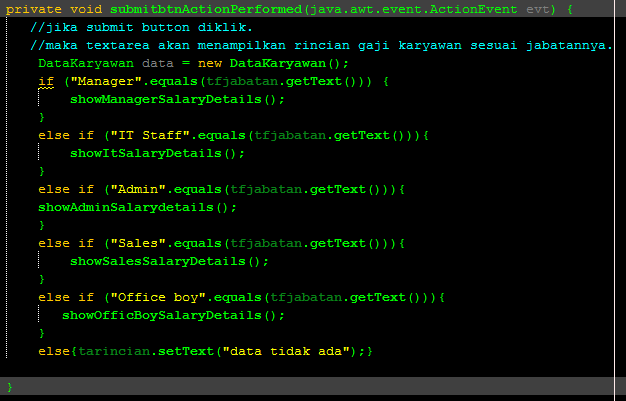 private void submitbtnActionPerformed(java.awt.event.ActionEvent evt) {
//jika submit button diklik.
//maka textarea akan menampilkan rincian gaji karyawan sesuai jabatannya.
DataKaryawan data = new DataKaryawan();
if ("Manager".equals(tfjabatan.getText())) {
showManagerSalaryDetails();
}
else if ("IT Staff".equals(tfjabatan.getText())){
showItSalaryDetails();
}
else if ("Admin".equals(tfjabatan.getText())){
showAdminSalarydetails();
}
else if ("Sales".equals(tfjabatan.getText())){
showSalesSalaryDetails();
}
else if ("Office boy".equals(tfjabatan.getText())){
showOfficBoySalaryDetails();
}
else{tarincian.setText("data tidak ada");}
}